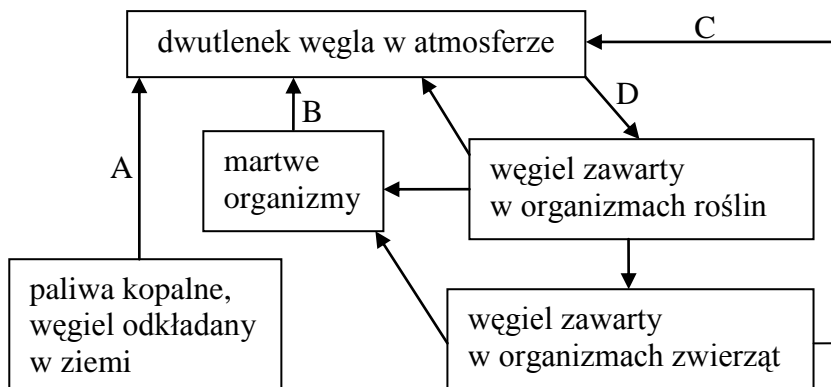 dwutlenek węgla w atmosferze
C
D
B
A
martwe
organizmy
węgiel zawarty
w organizmach roślin
paliwa kopalne,
węgiel odkładany
w ziemi
węgiel zawarty
w organizmach zwierząt